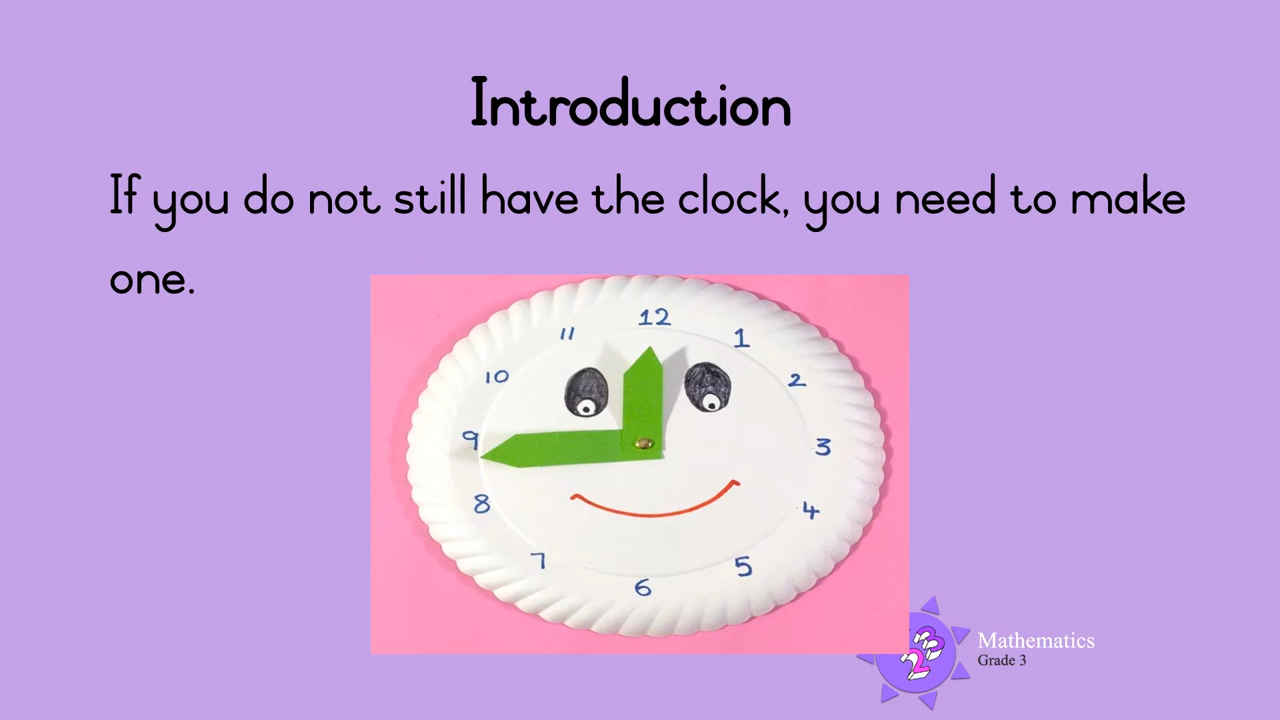 Introduction
If you do not still have the clock, you need to make
one.
12
11
1
10
2
9
3
8
4
7
5
6
123
Mathematics
Grade 3